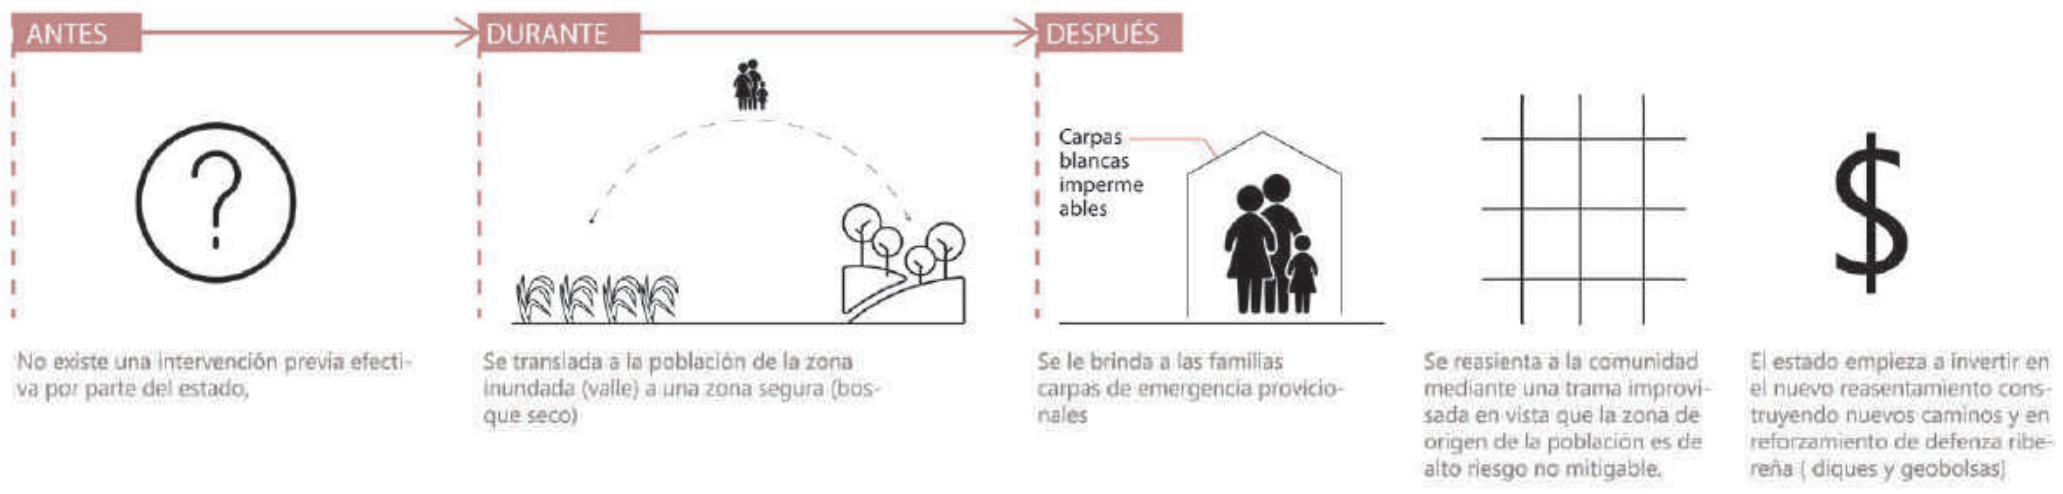 ANTES
DURANTE
DESPUÉS
Carpas
blancas
imperme
ables
No existe una intervención previa efecti-
va por parte del estado,
Se translada a la población de la zona
inundada (valle) a una zona segura (bos-
que seco)
Se le brinda a las familias
carpas de emergencia provicio-
nales
Se reasienta a la comunidad
mediante una trama improvi-
sada en vista que la zona de
origen de la población es de
alto riesgo no mitigable.
El estado empieza a invertir en
el nuevo reasentamiento cons-
truyendo nuevos caminos y en
reforzamiento de defenza ribe-
reña ( diques y geobolsas)